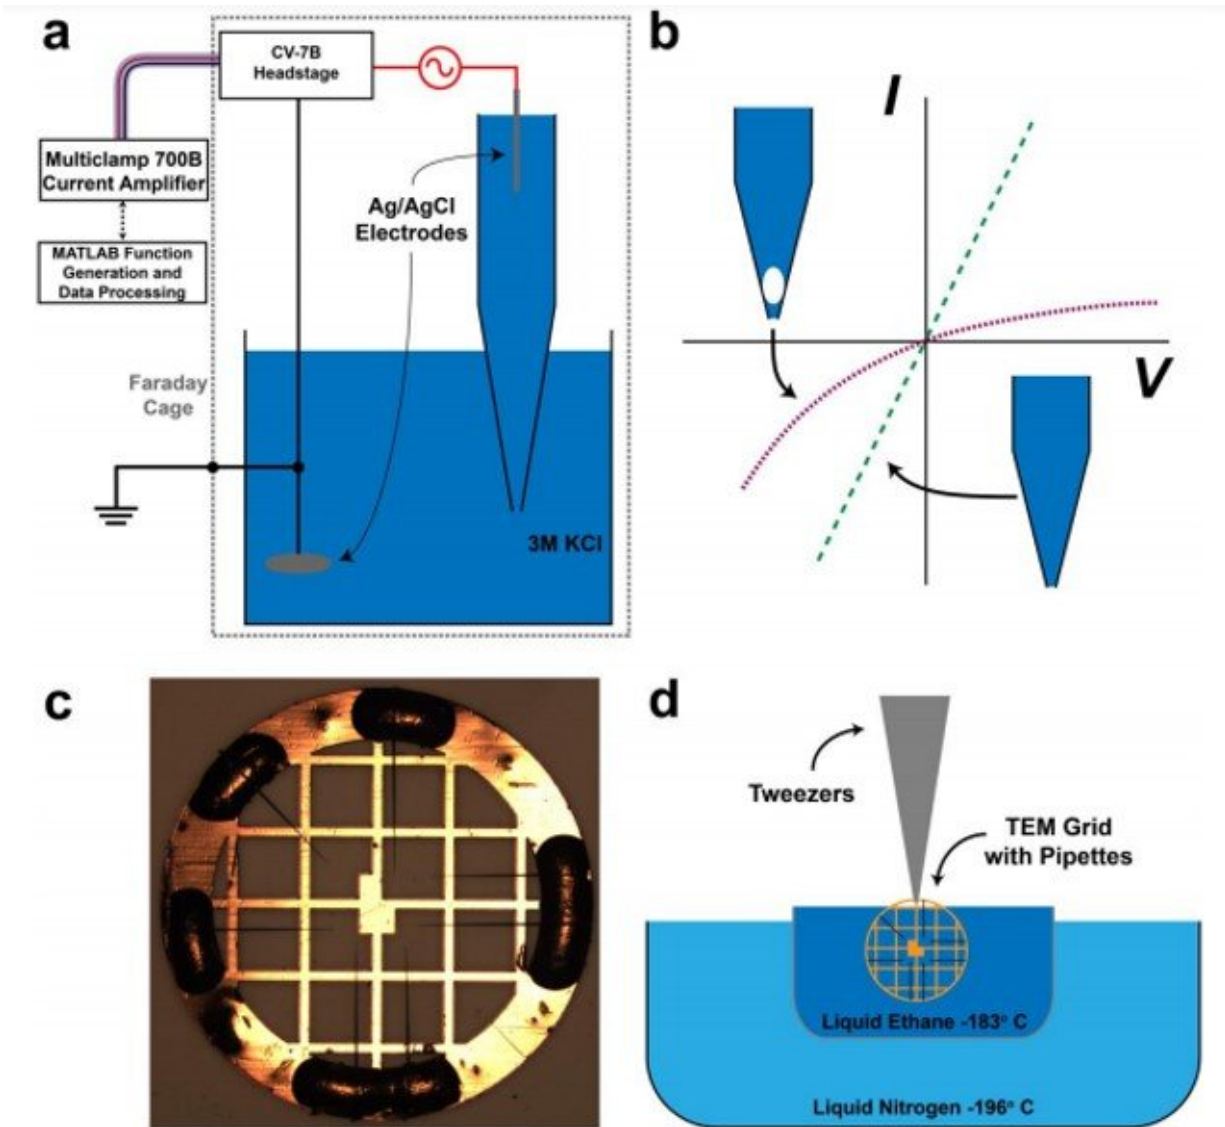 a
CV-7B
Headstage
Multiclamp 700B
Current Amplifier
MATLAB Function
Generation and
Data Processing
Ag/AgCl
Electrodes
Faraday
Cage
3M KCl
b
I
V
c
d
Tweezers
TEM Grid
with Pipettes
Liquid Ethane -183° C
Liquid Nitrogen -196° C